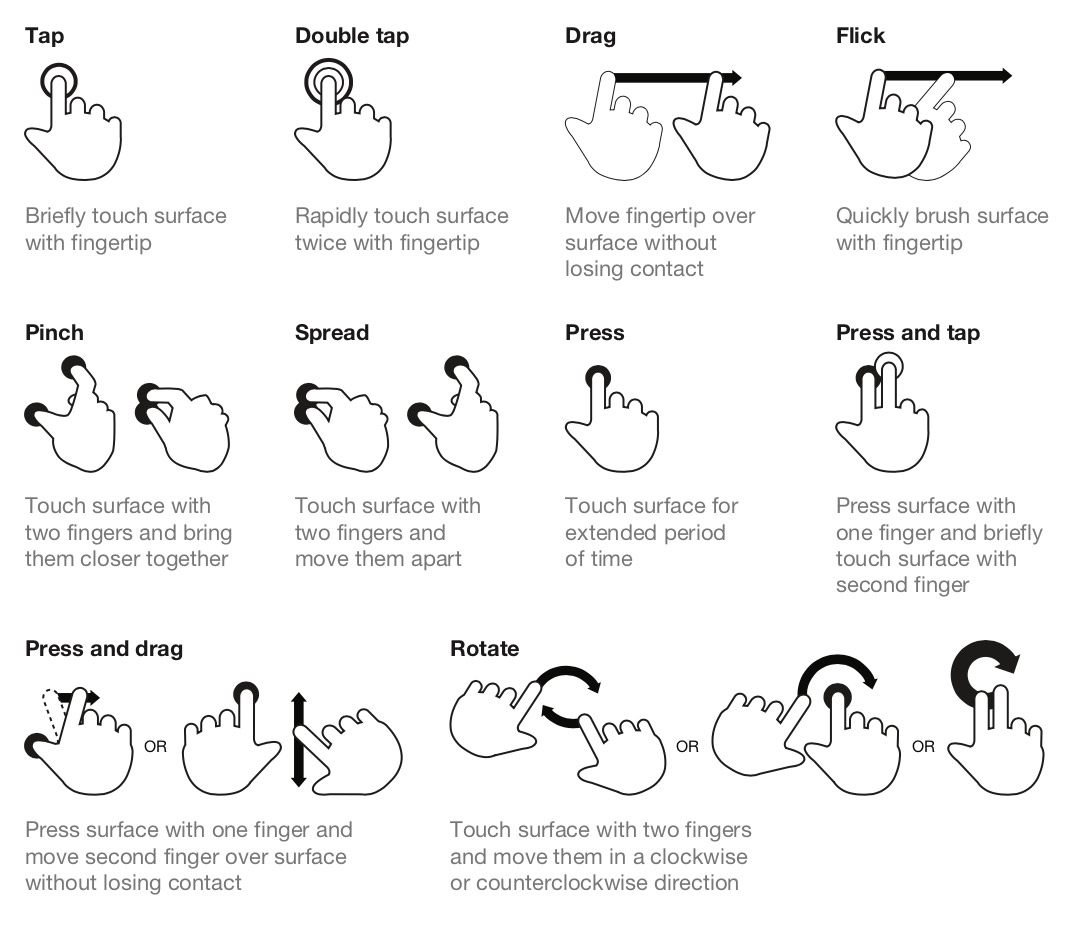 Tap
Double tap
Drag
Flick
Briefly touch surface
with fingertip
Rapidly touch surface
twice with fingertip
Move fingertip over
surface without
losing contact
Quickly brush surface
with fingertip
Pinch
Spread
Press
Press and tap
Touch surface with
two fingers and bring
them closer together
Touch surface with
two fingers and
move them apart
Touch surface for
extended period
of time
Press surface with
one finger and briefly
touch surface with
second finger
Press and drag
OR
Press surface with one finger and
move second finger over surface
without losing contact
Rotate
OR
OR
Touch surface with two fingers
and move them in a clockwise
or counterclockwise direction